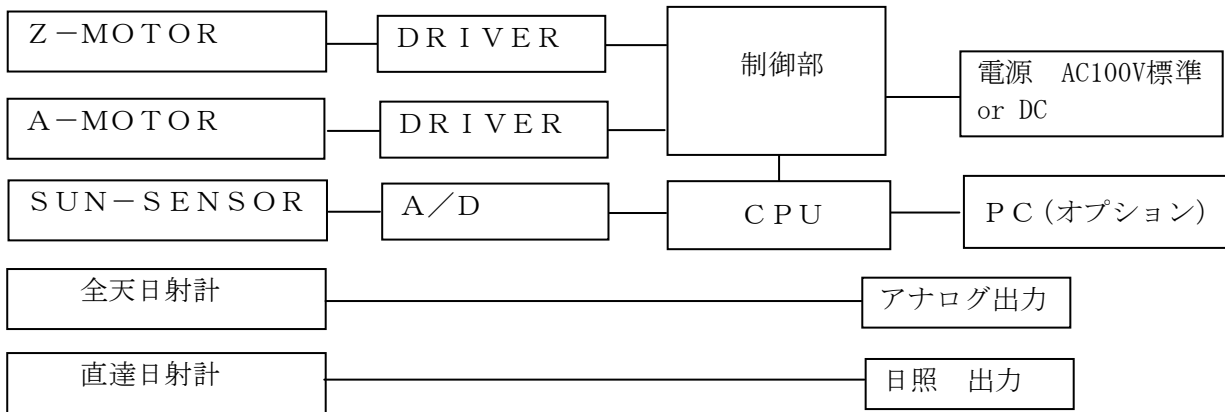 Ｚ－ＭＯＴＯＲ
ＤＲＩＶＥＲ
制御部
電源　AC100V標準
or DC
Ａ－ＭＯＴＯＲ
ＤＲＩＶＥＲ
ＳＵＮ－ＳＥＮＳＯＲ
Ａ／Ｄ
ＣＰＵ
ＰＣ(オプション)
全天日射計
アナログ出力
直達日射計
日照　出力